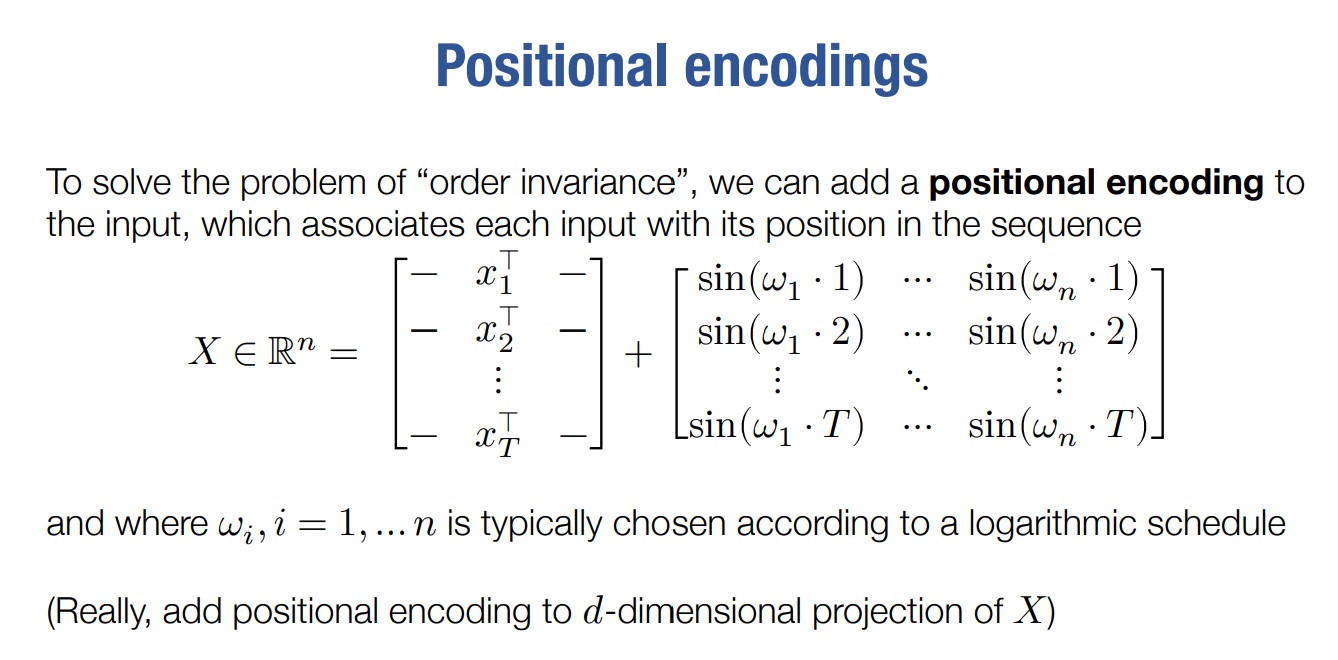 Positional encodings
To solve the problem of “order invariance”, we can add a positional encoding to
the input, which associates each input with its position in the sequence
$X \in \mathbb{R}^n = \begin{bmatrix} - & x_1^\top & - \\ - & x_2^\top & - \\ & \vdots & \\ - & x_T^\top & - \end{bmatrix} + \begin{bmatrix} \sin(\omega_1 \cdot 1) & \cdots & \sin(\omega_n \cdot 1) \\ \sin(\omega_1 \cdot 2) & \cdots & \sin(\omega_n \cdot 2) \\ \vdots & \ddots & \vdots \\ \sin(\omega_1 \cdot T) & \cdots & \sin(\omega_n \cdot T) \end{bmatrix}$
and where $\omega_i, i = 1, \ldots n$ is typically chosen according to a logarithmic schedule
(Really, add positional encoding to $d$-dimensional projection of $X$)